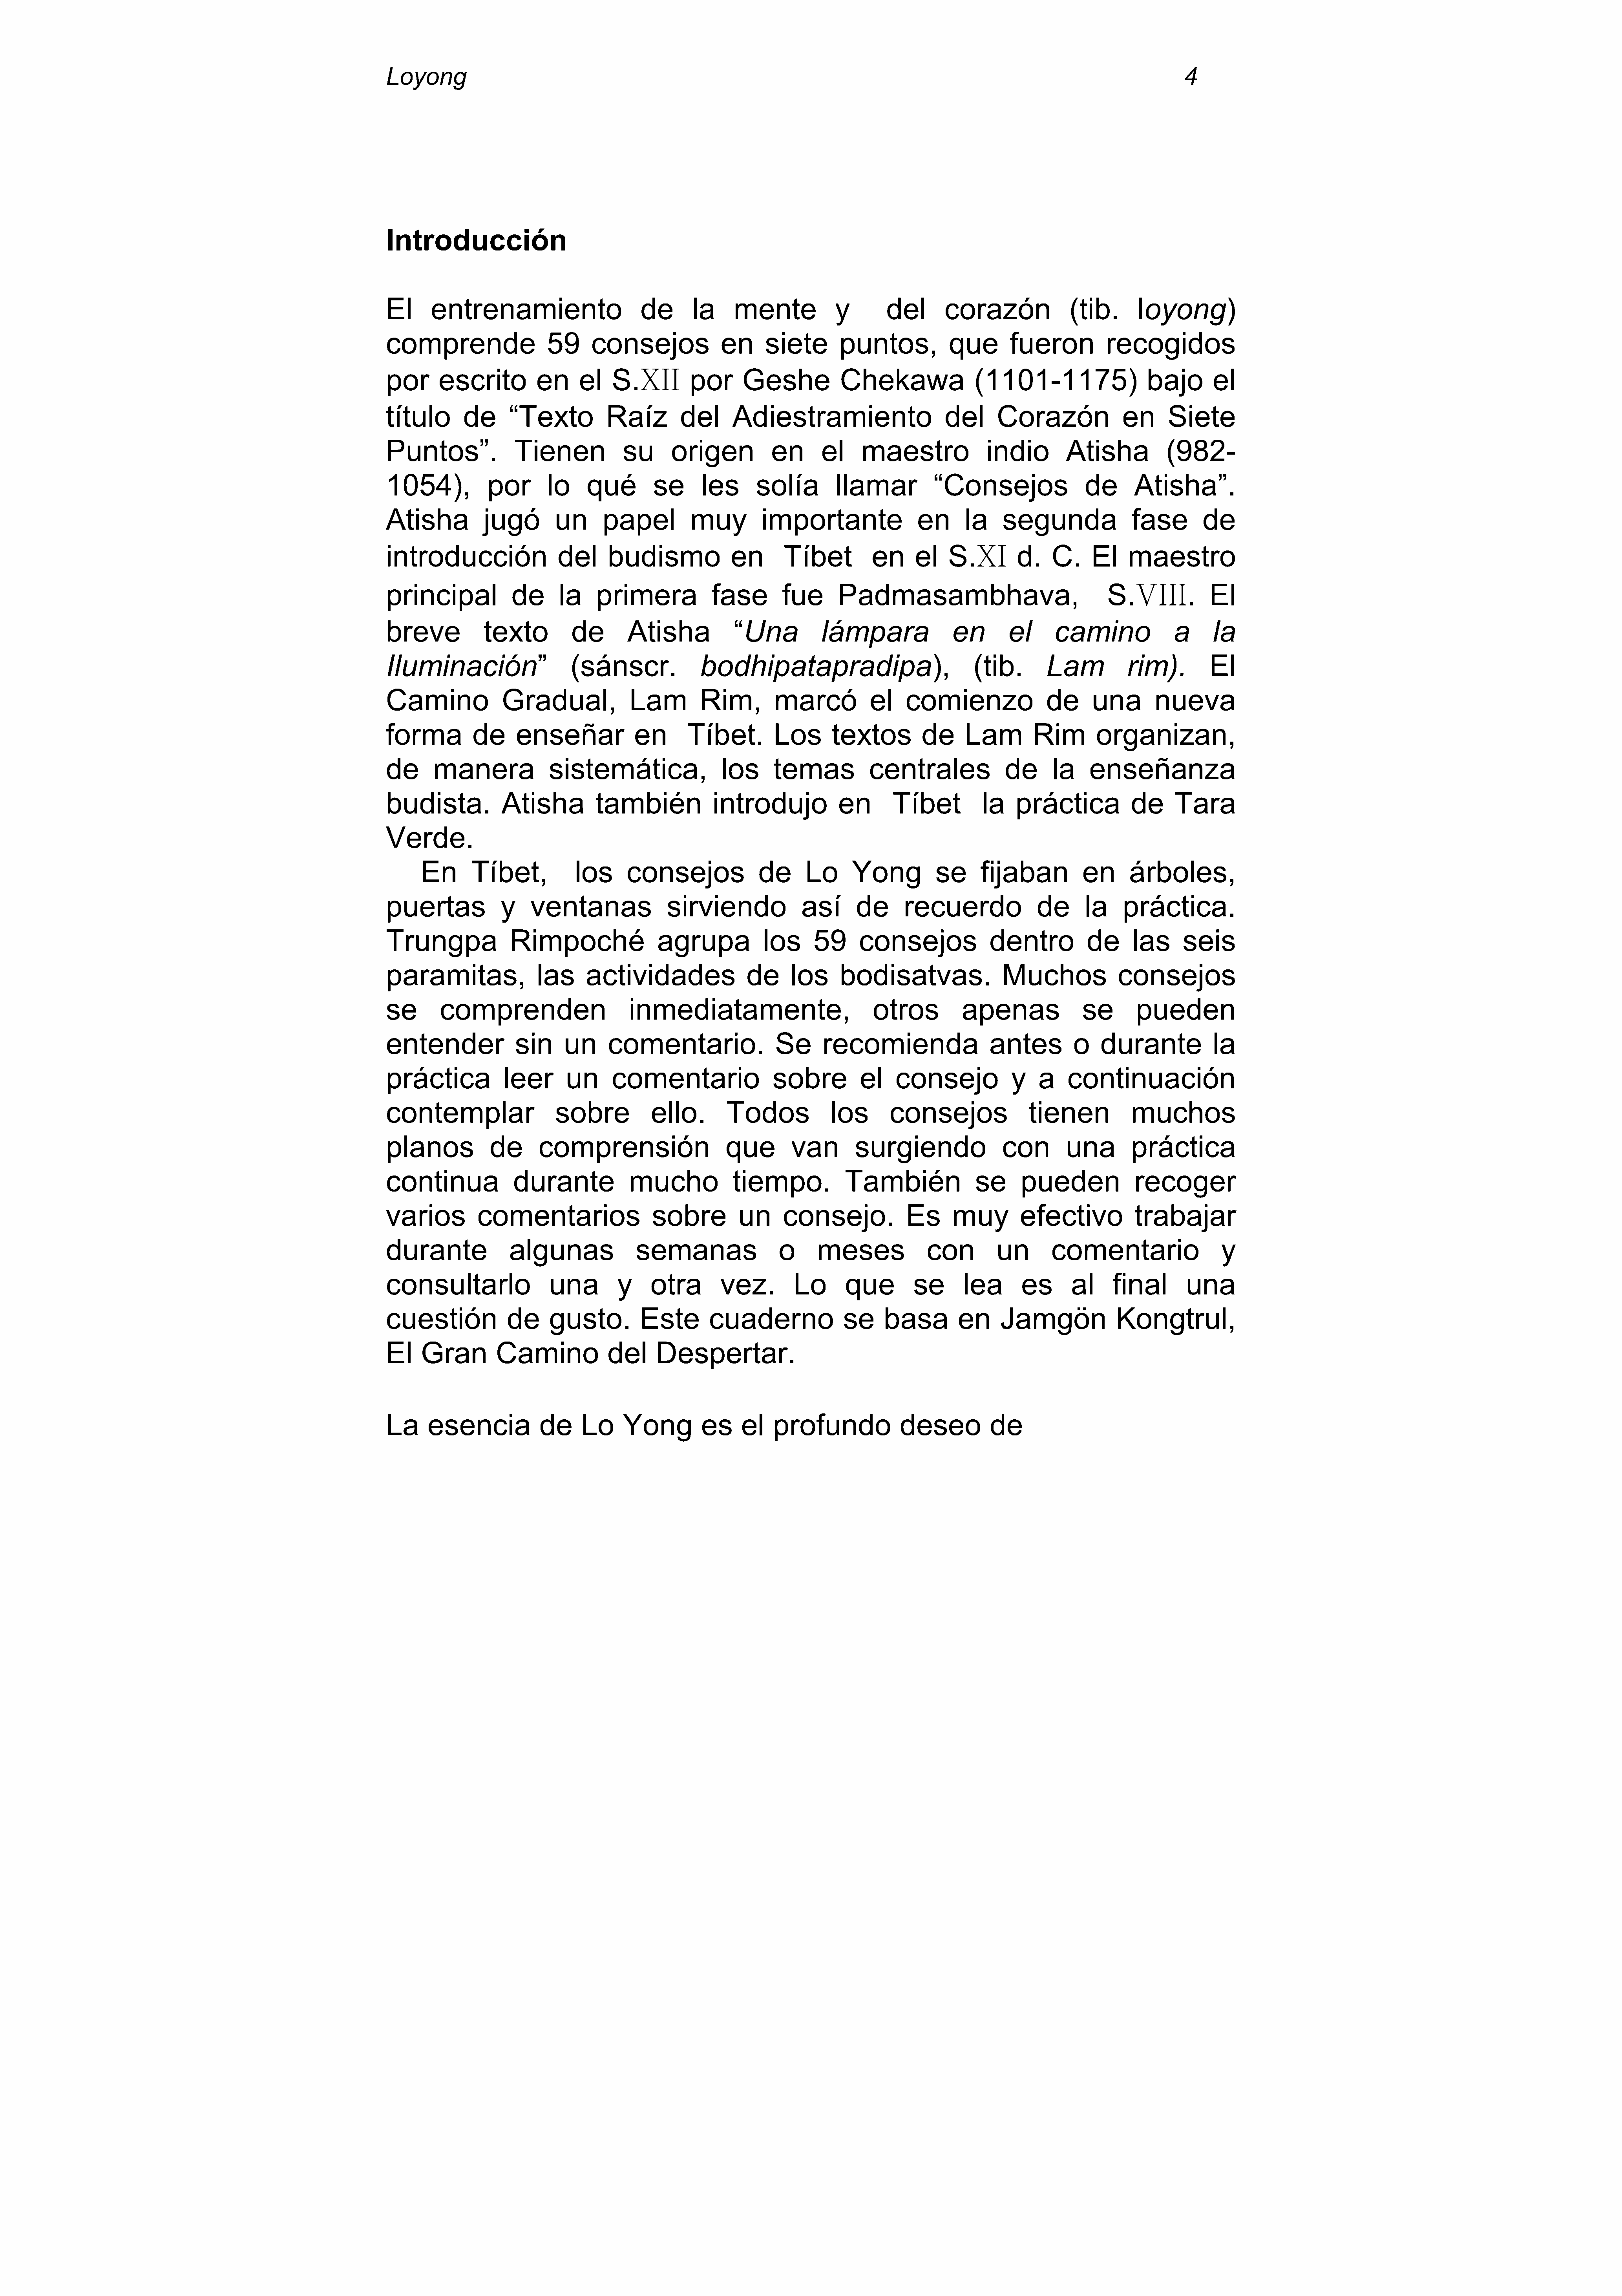 Loyong 4
Introducción
El entrenamiento de la mente y del corazón (tib. loyong)
comprende 59 consejos en siete puntos, que fueron recogidos
por escrito en el S.XII por Geshe Chekawa (1101-1175) bajo el
título de “Texto Raíz del Adiestramiento del Corazón en Siete
Puntos”. Tienen su origen en el maestro indio Atisha (982-
1054), por lo qué se les solía llamar “Consejos de Atisha”.
Atisha jugó un papel muy importante en la segunda fase de
introducción del budismo en Tíbet en el S.XI d. C. El maestro
principal de la primera fase fue Padmasambhava, S.VIII. El
breve texto de Atisha “Una lámpara en el camino a la
Iluminación” (sánscr. bodhipatapradipa), (tib. Lam rim). El
Camino Gradual, Lam Rim, marcó el comienzo de una nueva
forma de enseñar en Tíbet. Los textos de Lam Rim organizan,
de manera sistemática, los temas centrales de la enseñanza
budista. Atisha también introdujo en Tíbet la práctica de Tara
Verde.
En Tíbet, los consejos de Lo Yong se fijaban en árboles,
puertas y ventanas sirviendo así de recuerdo de la práctica.
Trungpa Rimpoché agrupa los 59 consejos dentro de las seis
paramitas, las actividades de los bodisatvas. Muchos consejos
se comprenden inmediatamente, otros apenas se pueden
entender sin un comentario. Se recomienda antes o durante la
práctica leer un comentario sobre el consejo y a continuación
contemplar sobre ello. Todos los consejos tienen muchos
planos de comprensión que van surgiendo con una práctica
continua durante mucho tiempo. También se pueden recoger
varios comentarios sobre un consejo. Es muy efectivo trabajar
durante algunas semanas o meses con un comentario y
consultarlo una y otra vez. Lo que se lea es al final una
cuestión de gusto. Este cuaderno se basa en Jamgön Kongtrul,
El Gran Camino del Despertar.
La esencia de Lo Yong es el profundo deseo de